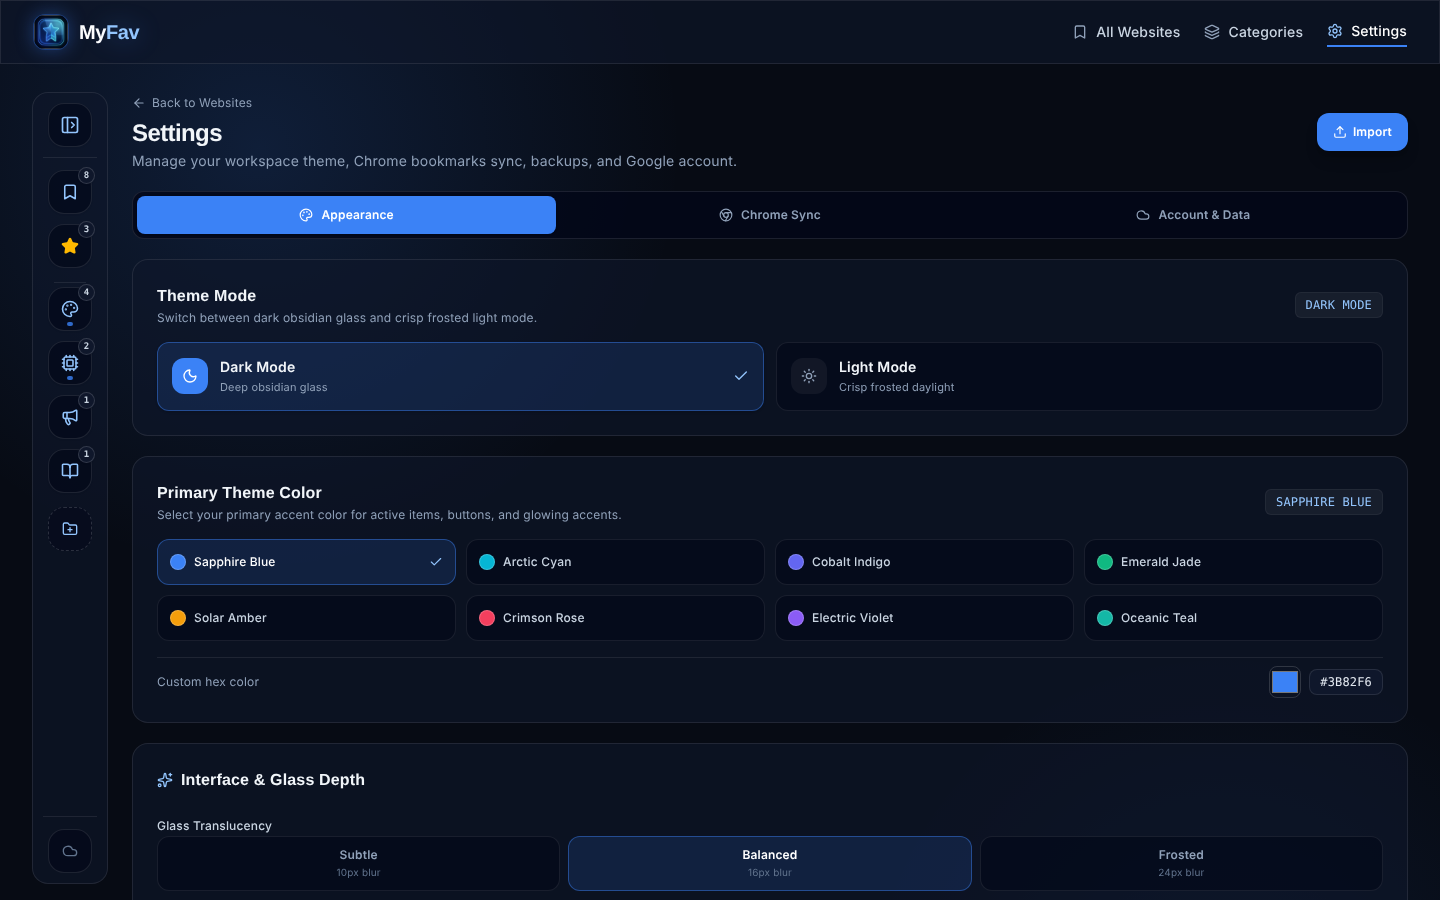 MyFav
All Websites
Categories
Settings
8
3
4
2
1
1
Back to Websites
Settings
Manage your workspace theme, Chrome bookmarks sync, backups, and Google account.
Import
Appearance
Chrome Sync
Account & Data
Theme Mode
Switch between dark obsidian glass and crisp frosted light mode.
DARK MODE
Dark Mode
Deep obsidian glass
Light Mode
Crisp frosted daylight
Primary Theme Color
Select your primary accent color for active items, buttons, and glowing accents.
SAPPHIRE BLUE
Sapphire Blue
Arctic Cyan
Cobalt Indigo
Emerald Jade
Solar Amber
Crimson Rose
Electric Violet
Oceanic Teal
Custom hex color
#3B82F6
Interface & Glass Depth
Glass Translucency
Subtle
10px blur
Balanced
16px blur
Frosted
24px blur